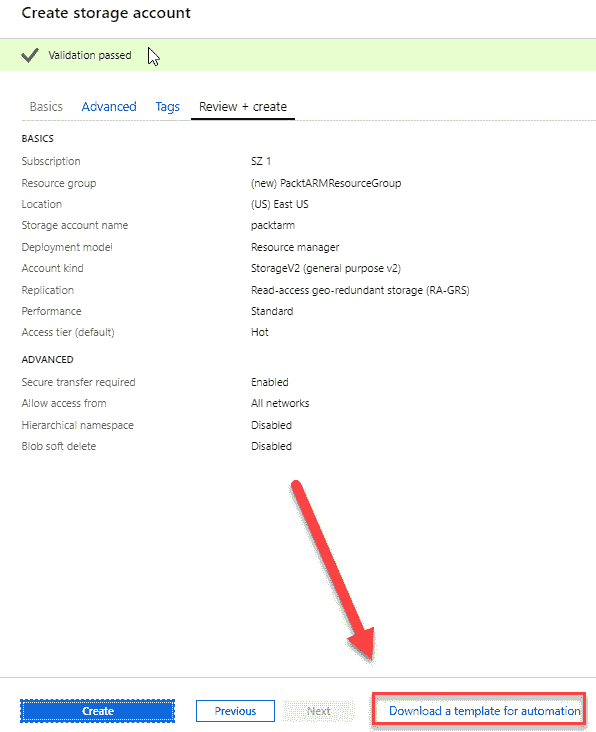 Create storage account
Validation passed
Basics Advanced Tags Review + create
BASICS
Subscription SZ 1
Resource group (new) PacktARMResourceGroup
Location (US) East US
Storage account name packtarm
Deployment model Resource manager
Account kind StorageV2 (general purpose v2)
Replication Read-access geo-redundant storage (RA-GRS)
Performance Standard
Access tier (default) Hot
ADVANCED
Secure transfer required Enabled
Allow access from All networks
Hierarchical namespace Disabled
Blob soft delete Disabled
Create Previous Next Download a template for automation